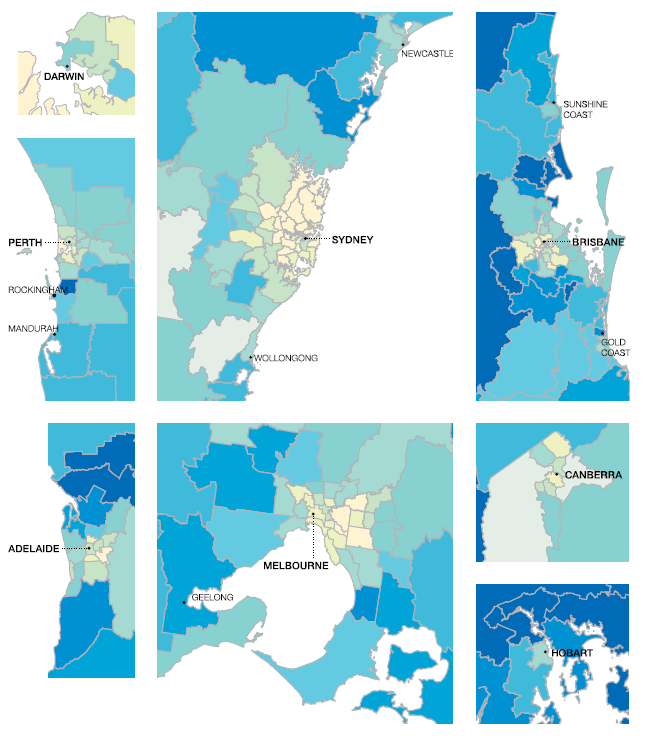 DARWIN
NEWCASTLE
SUNSHINE
COAST
PERTH
SYDNEY
BRISBANE
ROCKINGHAM
MANDURAH
WOLLONGONG
GOLD
COAST
CANBERRA
ADELAIDE
MELBOURNE
GEELONG
HOBART